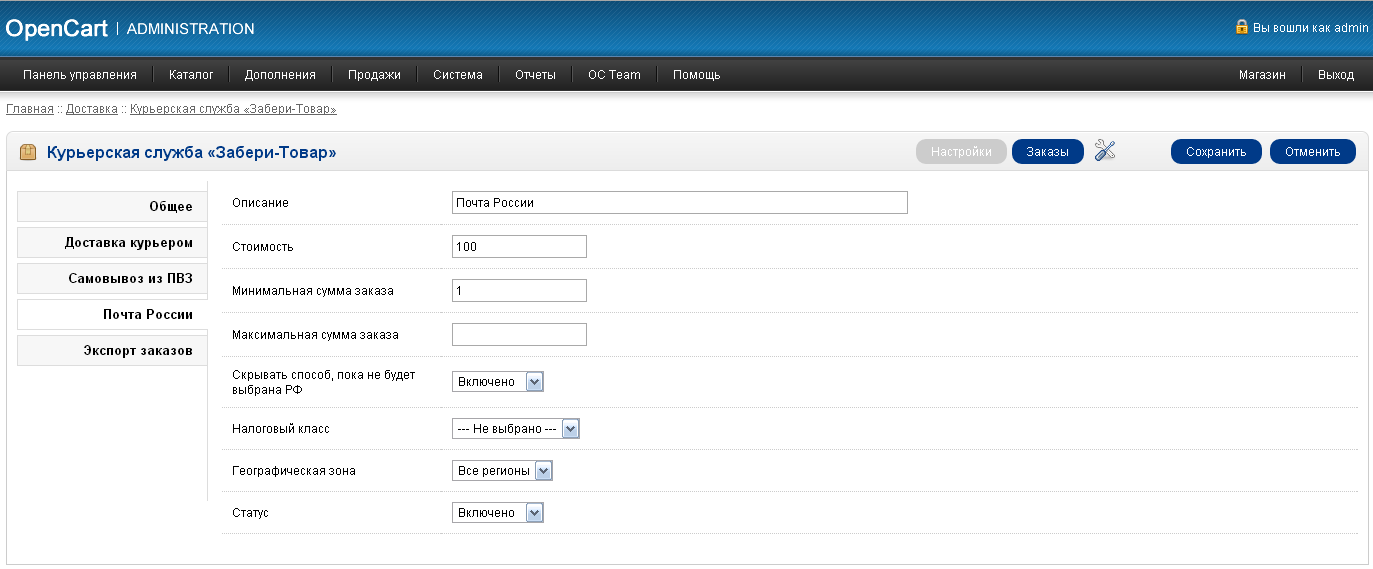 OpenCart | ADMINISTRATION
Вы вошли как admin
Панель управления Каталог Дополнения Продажи Система Отчеты OC Team Помощь Магазин Выход
Главная :: Доставка :: Курьерская служба «Забери-Товар»
Курьерская служба «Забери-Товар» Настройки Заказы Сохранить Отменить
Общее
Доставка курьером
Самовывоз из ПВЗ
Почта России
Экспорт заказов
Описание Почта России
Стоимость 100
Минимальная сумма заказа 1
Максимальная сумма заказа
Скрывать способ, пока не будет
выбрана РФ Включено
Налоговый класс --- Не выбрано ---
Географическая зона Все регионы
Статус Включено